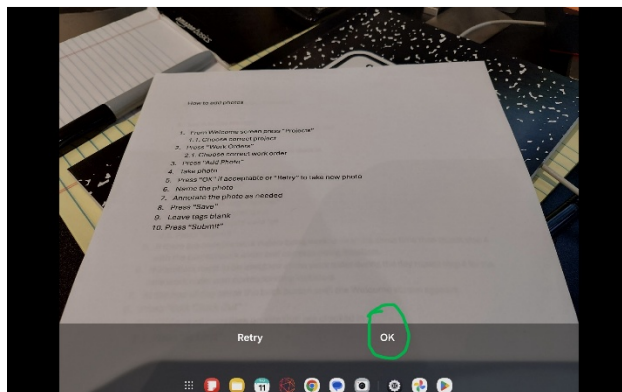 amazonbasics
How to add photos
1. From Welcome screen press "Projects"
1.1. Choose correct project
2. Press "Work Orders"
2.1. Choose correct work order
3. Press "Add Photo"
4. Take photo
5. Press "OK" if acceptable or "Retry" to take new photo
6. Name the photo
7. Annotate the photo as needed
8. Press "Save"
9. Leave tags blank
10. Press "Submit"
Retry OK
11